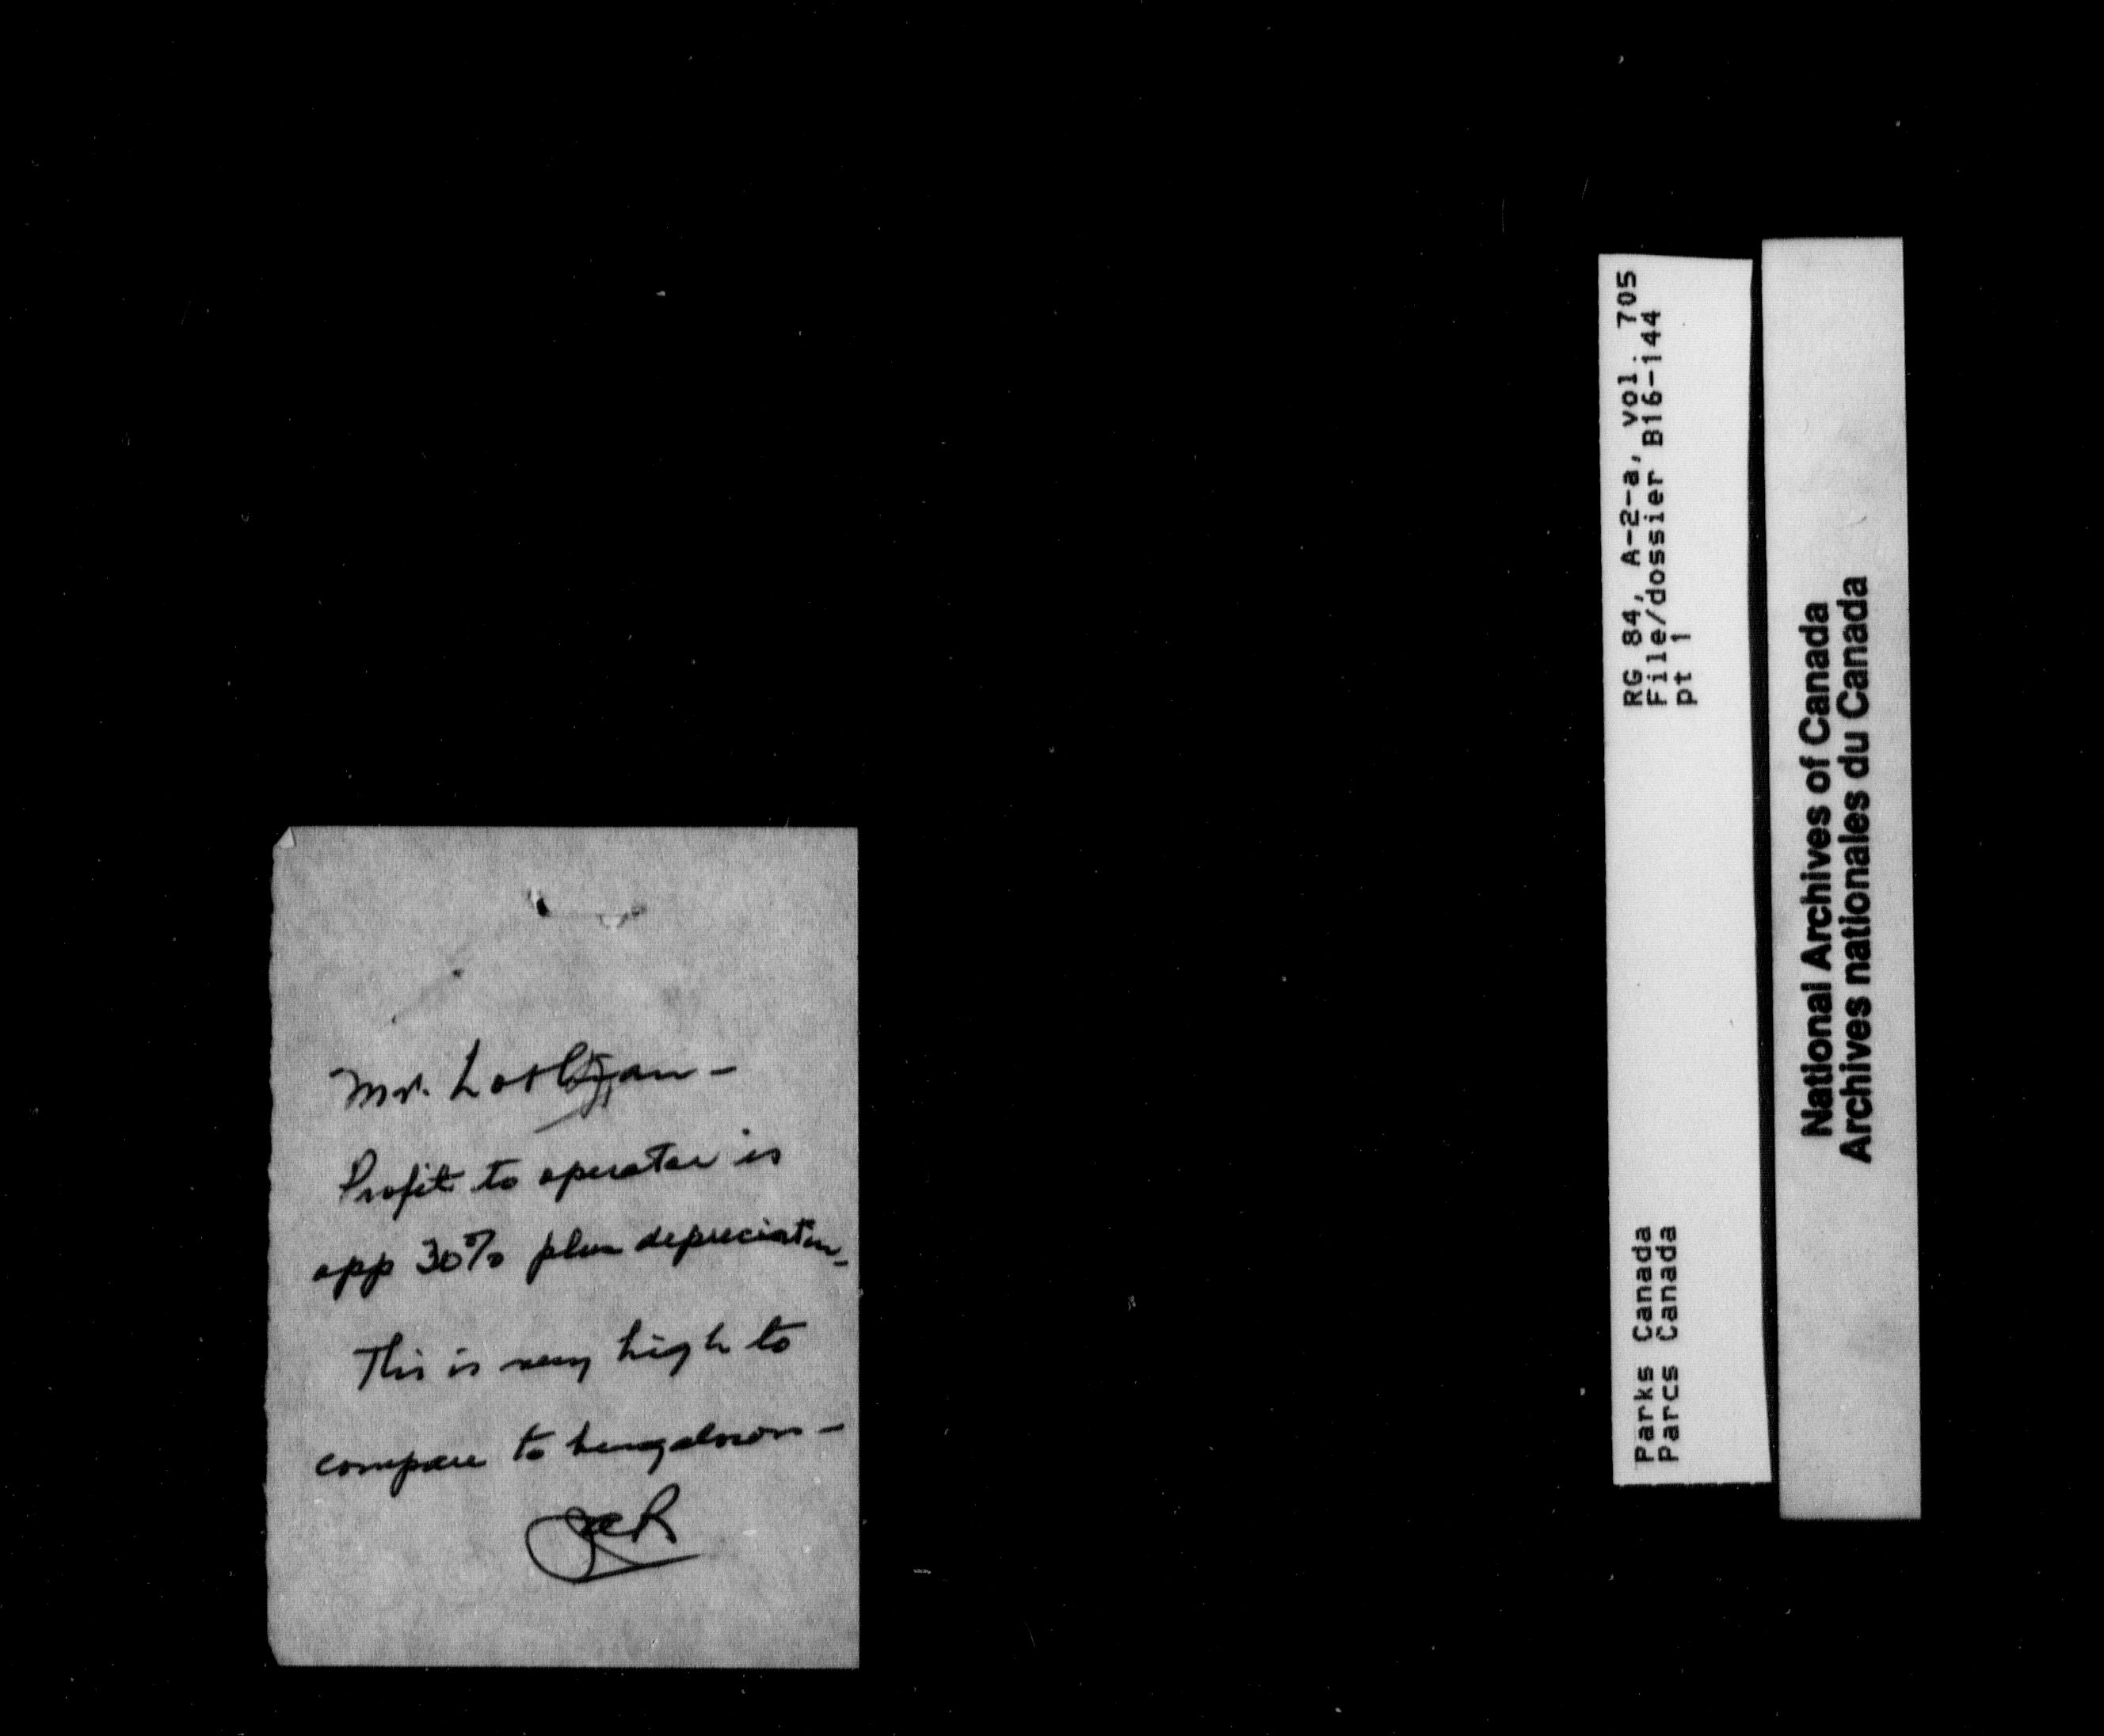 Mr.
Profit to operator is
app 30% plus depreciation.
This is very high to
compare to bungalows -
RG 84, A-2-a, vol. 705
File/dossier B16-144
pt 1
Parks Canada
Parcs Canada
National Archives of Canada
Archives nationales du Canada